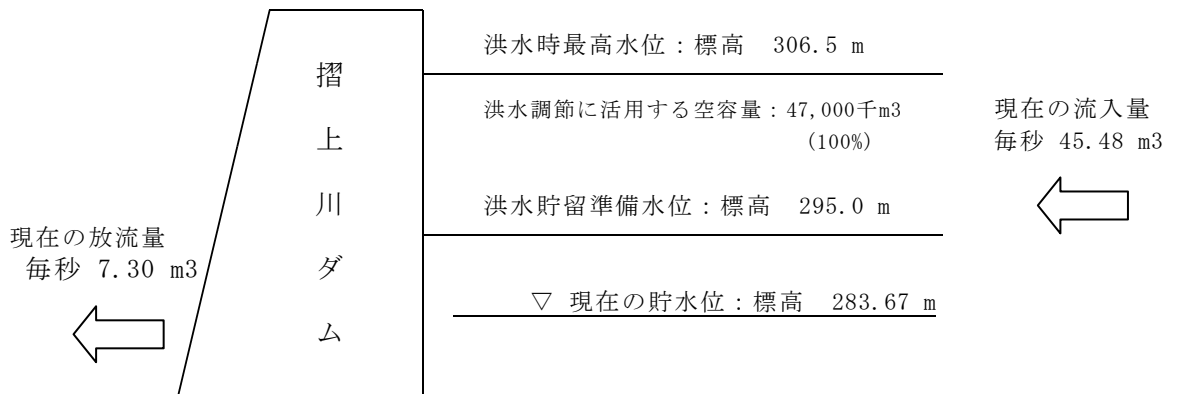 摺上川ダム
洪水時最高水位：標高　306.5 m
洪水調節に活用する空容量：47,000千m3
(100%)
洪水貯留準備水位：標高　295.0 m
▽ 現在の貯水位：標高　283.67 m
現在の流入量
毎秒 45.48 m3
現在の放流量
毎秒 7.30 m3